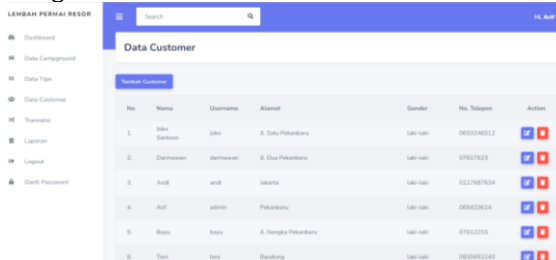 LEMBAH PERMAI RESOR
Search
Hi, Arif
Dashboard
Data Campground
Data Tipe
Data Customer
Transaksi
Laporan
Logout
Ganti Password
Data Customer
Tambah Customer
No Nama Username Alamat Gender No. Telepon Action
1. Joko Santoso joko Jl. Satu Pekanbaru laki-laki 0653246512
2. Darmawan darmawan Jl. Dua Pekanbaru laki-laki 07617623
3. Andi andi Jakarta laki-laki 0217687634
4. Arif admin Pekanbaru laki-laki 065423624
5. Bayu bayu Jl. Nangka Pekanbaru laki-laki 07612233
6. Toni toni Bandung laki-laki 0835653243